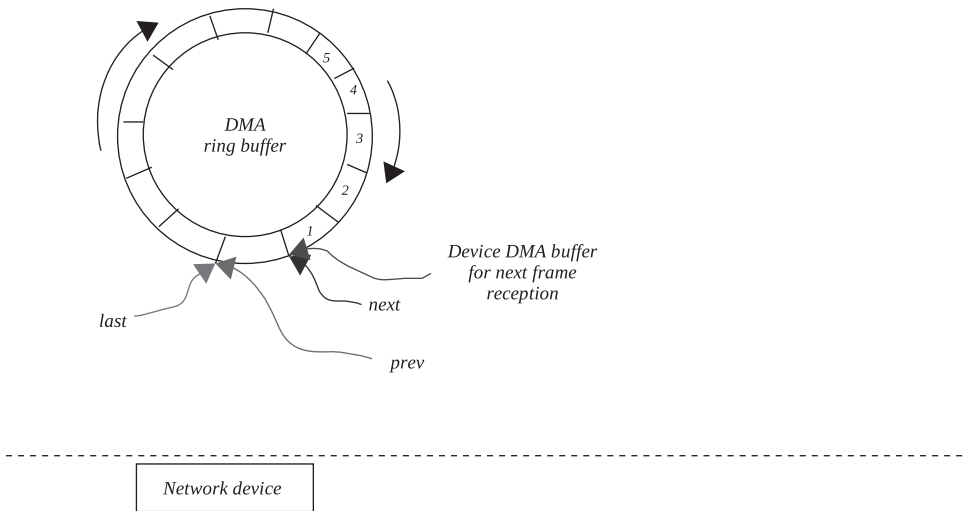 5
4
DMA
ring buffer
3
2
1
Device DMA buffer
for next frame
reception
next
last
prev
Network device